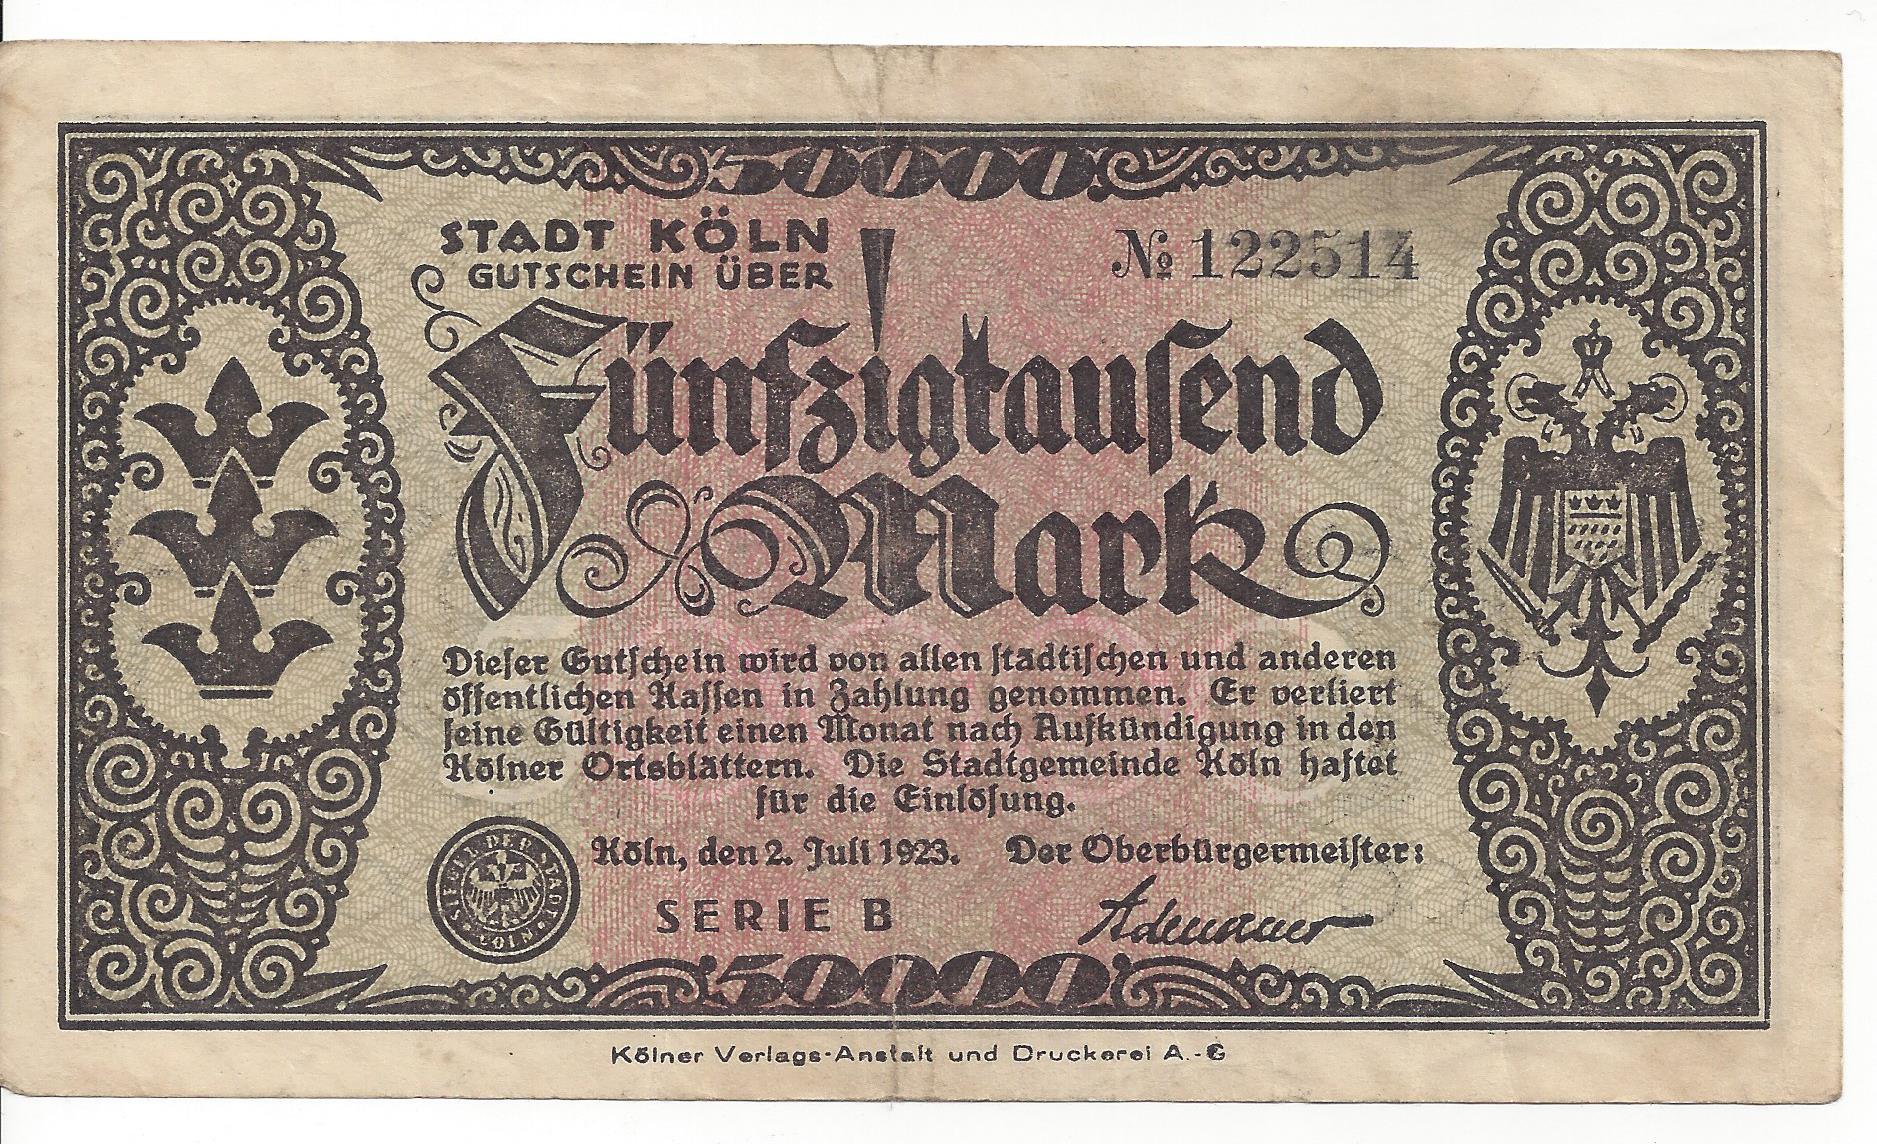 50000
STADT KÖLN
GUTSCHEIN ÜBER
№ 122514
Fünfzigtausend
Mark
Dieser Gutschein wird von allen städtischen und anderen
öffentlichen Kassen in Zahlung genommen. Er verliert
seine Gültigkeit einen Monat nach Aufkündigung in den
Kölner Ortsblättern. Die Stadtgemeinde Köln haftet
für die Einlösung.
Köln, den 2. Juli 1923. Der Oberbürgermeister:
SERIE B
Adenauer
50000
Kölner Verlags-Anstalt und Druckerei A.-G